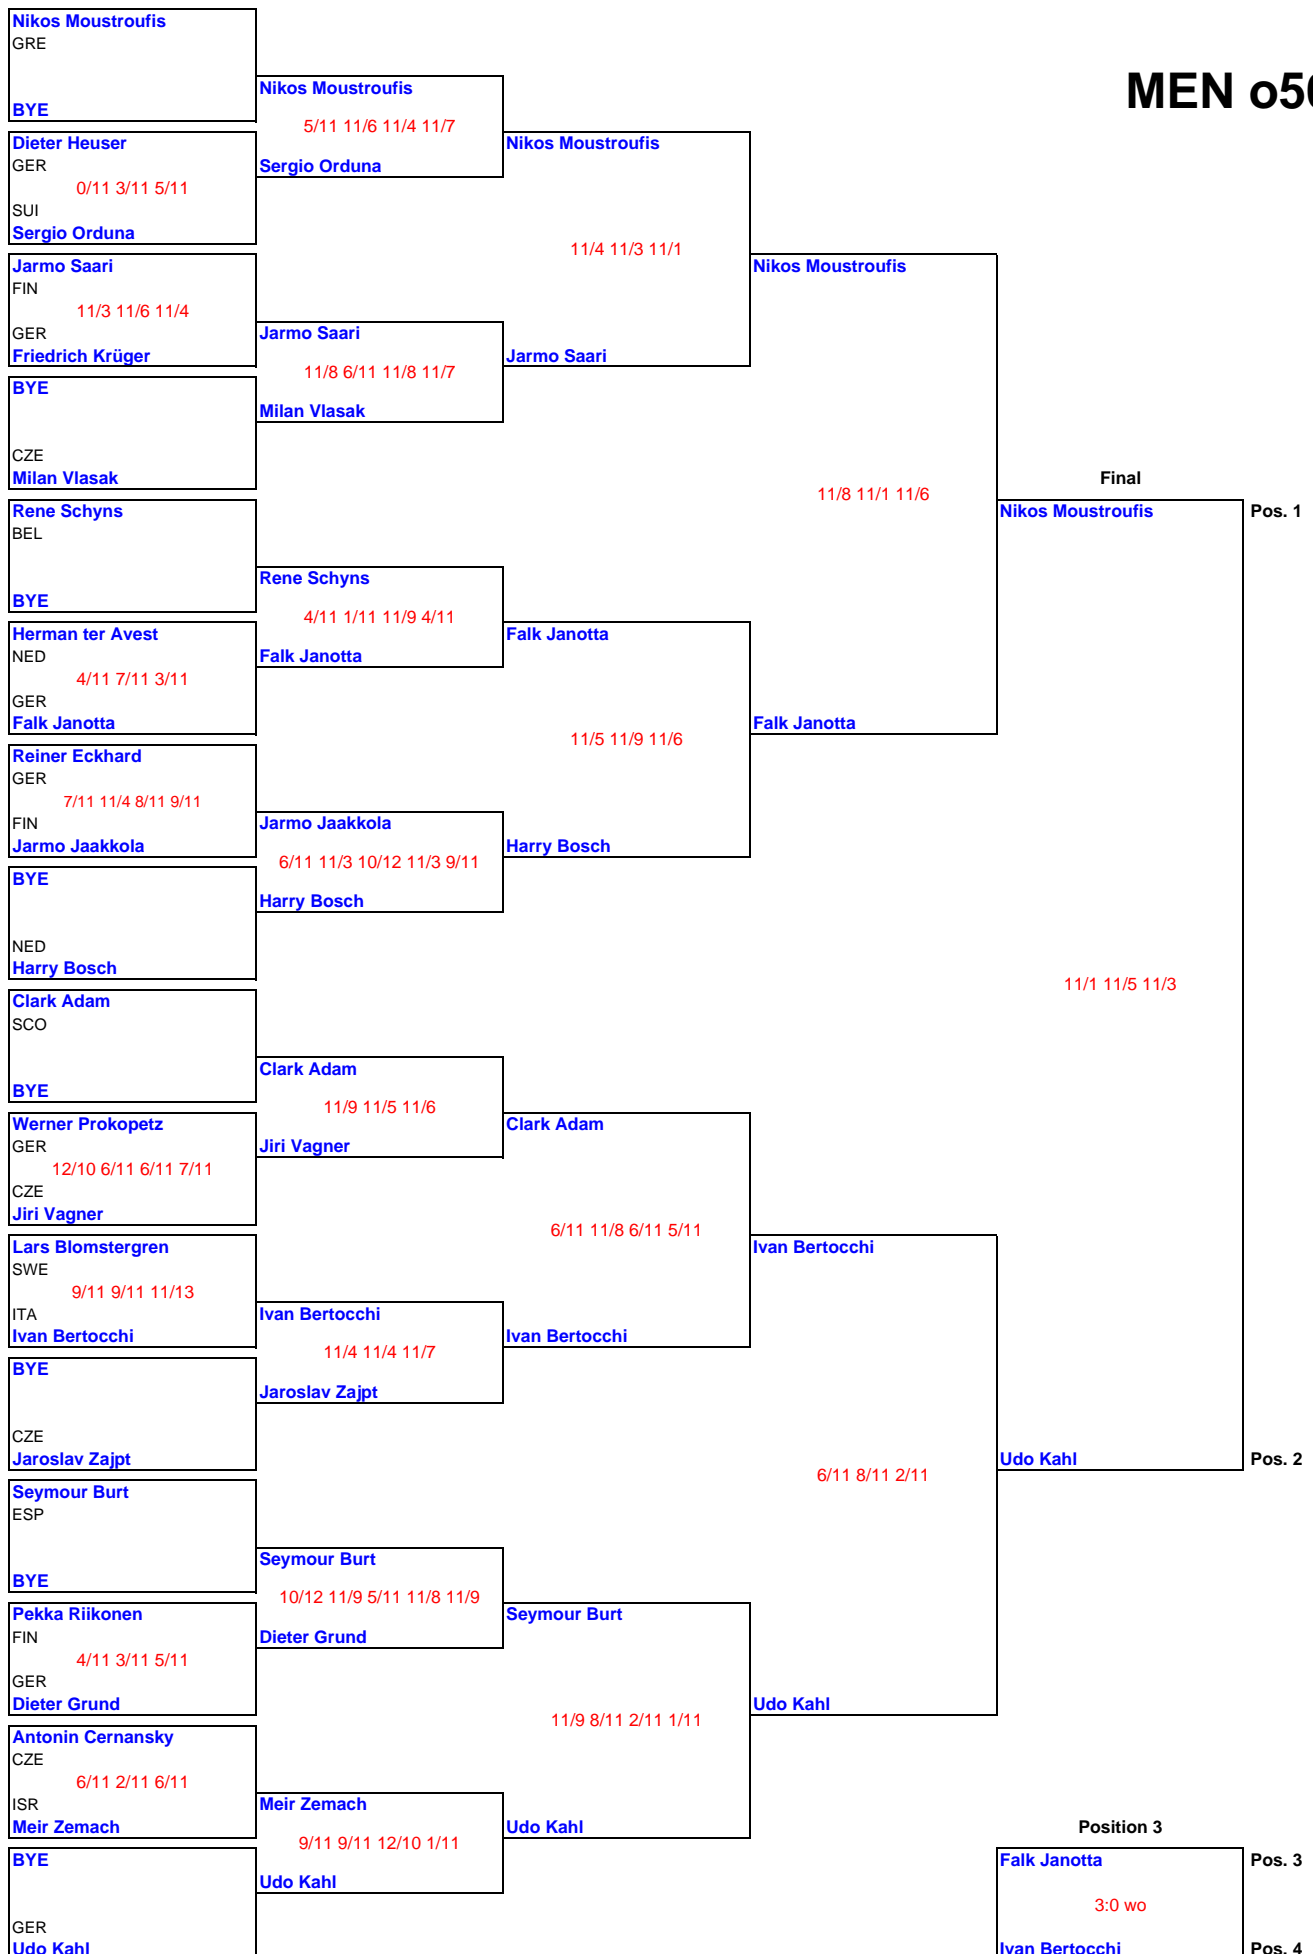 MEN o50
Nikos Moustroufis
GRE
BYE
Dieter Heuser
GER
0/11 3/11 5/11
SUI
Sergio Orduna
Jarmo Saari
FIN
11/3 11/6 11/4
GER
Friedrich Krüger
BYE
CZE
Milan Vlasak
Rene Schyns
BEL
BYE
Herman ter Avest
NED
4/11 7/11 3/11
GER
Falk Janotta
Reiner Eckhard
GER
7/11 11/4 8/11 9/11
FIN
Jarmo Jaakkola
BYE
NED
Harry Bosch
Clark Adam
SCO
BYE
Werner Prokopetz
GER
12/10 6/11 6/11 7/11
CZE
Jiri Vagner
Lars Blomstergren
SWE
9/11 9/11 11/13
ITA
Ivan Bertocchi
BYE
CZE
Jaroslav Zajpt
Seymour Burt
ESP
BYE
Pekka Riikonen
FIN
4/11 3/11 5/11
GER
Dieter Grund
Antonin Cernansky
CZE
6/11 2/11 6/11
ISR
Meir Zemach
BYE
GER
Udo Kahl
Nikos Moustroufis
5/11 11/6 11/4 11/7
Sergio Orduna
Jarmo Saari
11/8 6/11 11/8 11/7
Milan Vlasak
Rene Schyns
4/11 1/11 11/9 4/11
Falk Janotta
Jarmo Jaakkola
6/11 11/3 10/12 11/3 9/11
Harry Bosch
Clark Adam
11/9 11/5 11/6
Jiri Vagner
Ivan Bertocchi
11/4 11/4 11/7
Jaroslav Zajpt
Seymour Burt
10/12 11/9 5/11 11/8 11/9
Dieter Grund
Meir Zemach
9/11 9/11 12/10 1/11
Udo Kahl
Nikos Moustroufis
11/4 11/3 11/1
Jarmo Saari
Falk Janotta
11/5 11/9 11/6
Harry Bosch
Clark Adam
6/11 11/8 6/11 5/11
Ivan Bertocchi
Seymour Burt
11/9 8/11 2/11 1/11
Udo Kahl
Nikos Moustroufis
11/8 11/1 11/6
Falk Janotta
Ivan Bertocchi
6/11 8/11 2/11
Udo Kahl
Final
Nikos Moustroufis Pos. 1
11/1 11/5 11/3
Udo Kahl Pos. 2
Position 3
Falk Janotta Pos. 3
3:0 wo
Ivan Bertocchi Pos. 4